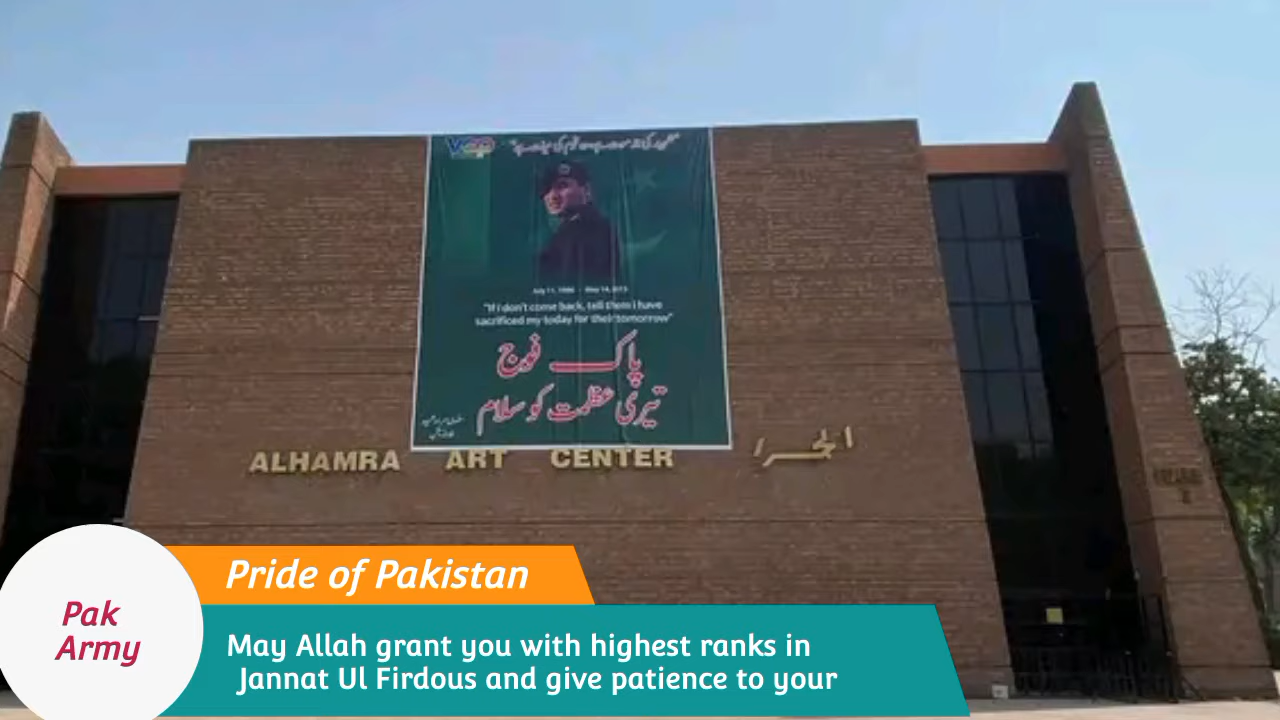 "If i don't come back, tell them i have
sacrificed my today for their tomorrow"
پاک فوج
تیری عظمت کو سلام
ALHAMRA ART CENTER الحمرا
Pride of Pakistan
Pak
Army
May Allah grant you with highest ranks in
Jannat Ul Firdous and give patience to your